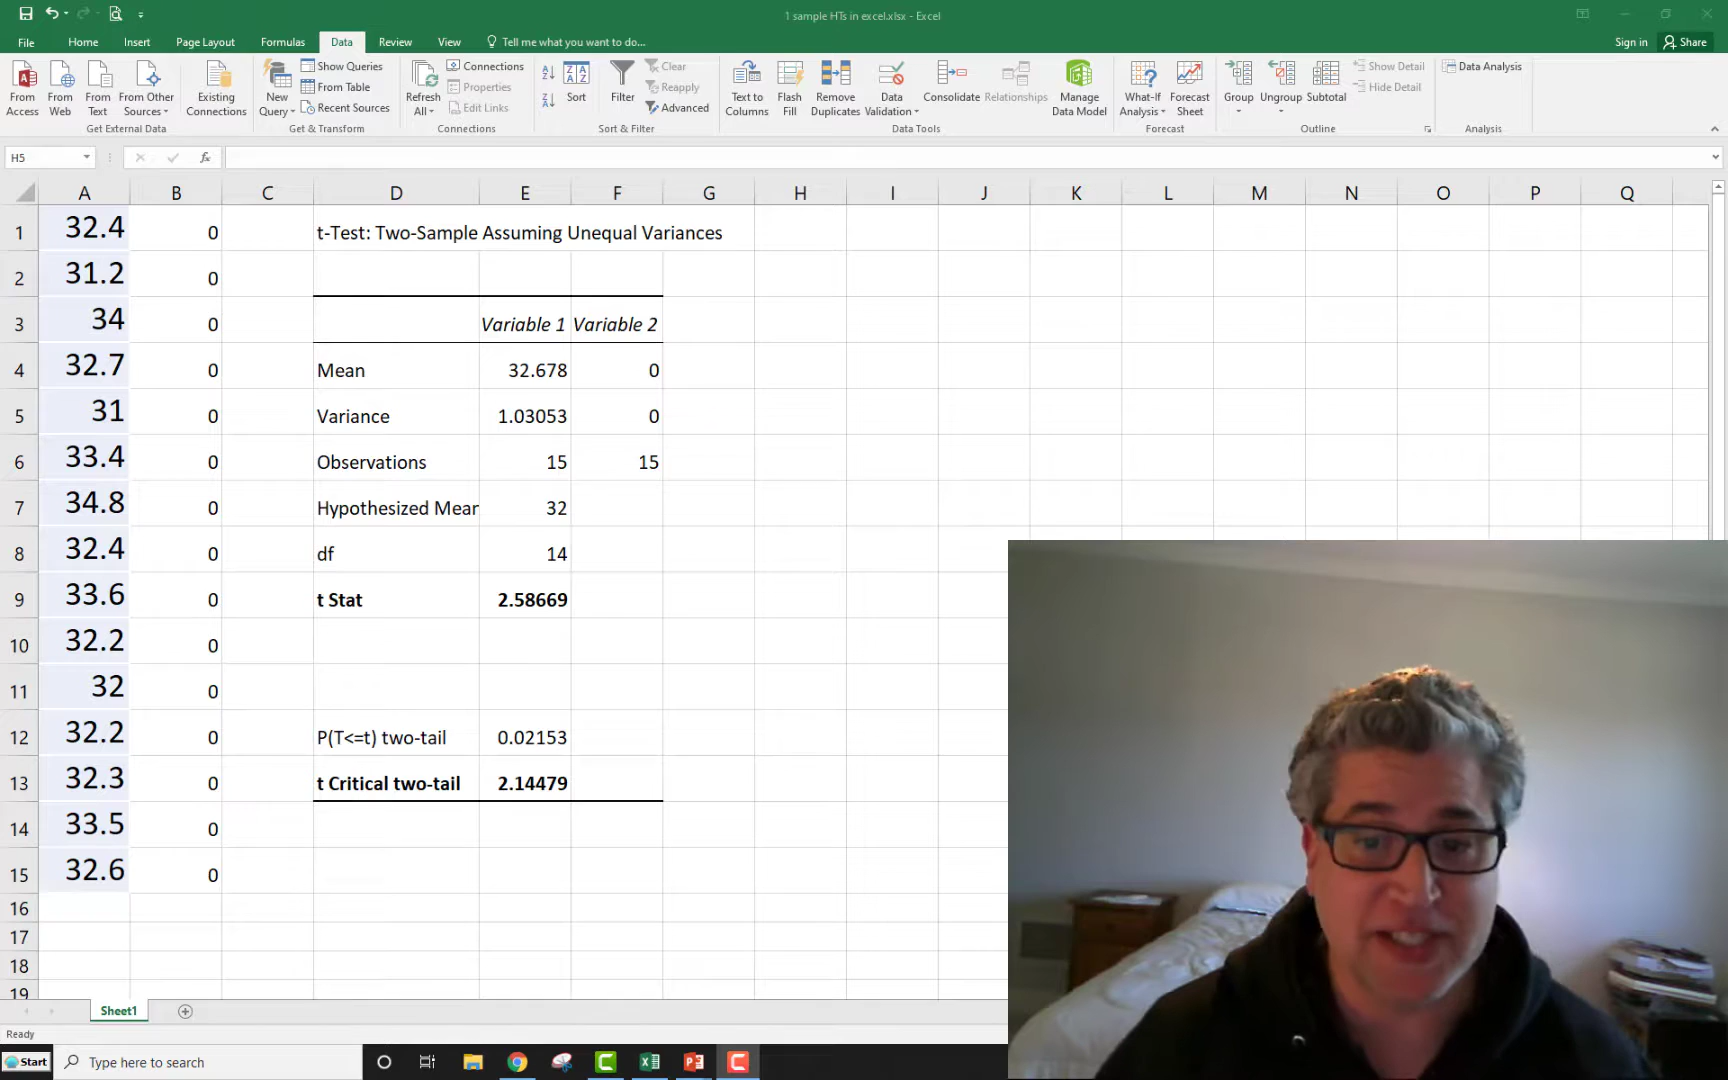 1 sample HTs in excel.xlsx - Excel
File Home Insert Page Layout Formulas Data Review View Tell me what you want to do... Sign in Share
From Access
From Web
From Text
From Other Sources
Existing Connections
Get External Data
New Query
Show Queries
From Table
Recent Sources
Get & Transform
Refresh All
Connections
Properties
Edit Links
Connections
Sort
Filter
Clear
Reapply
Advanced
Sort & Filter
Text to Columns
Flash Fill
Remove Duplicates
Data Validation
Consolidate
Relationships
Manage Data Model
Data Tools
What-If Analysis
Forecast Sheet
Forecast
Group
Ungroup
Subtotal
Show Detail
Hide Detail
Outline
Data Analysis
Analysis
H5 fx
A B C D E F G H I J K L M N O P Q
1 32.4 0 t-Test: Two-Sample Assuming Unequal Variances
2 31.2 0
3 34 0 Variable 1 Variable 2
4 32.7 0 Mean 32.678 0
5 31 0 Variance 1.03053 0
6 33.4 0 Observations 15 15
7 34.8 0 Hypothesized Mear 32
8 32.4 0 df 14
9 33.6 0 t Stat 2.58669
10 32.2 0
11 32 0
12 32.2 0 P(T<=t) two-tail 0.02153
13 32.3 0 t Critical two-tail 2.14479
14 33.5 0
15 32.6 0
16
17
18
19
Sheet1
Ready
Start Type here to search